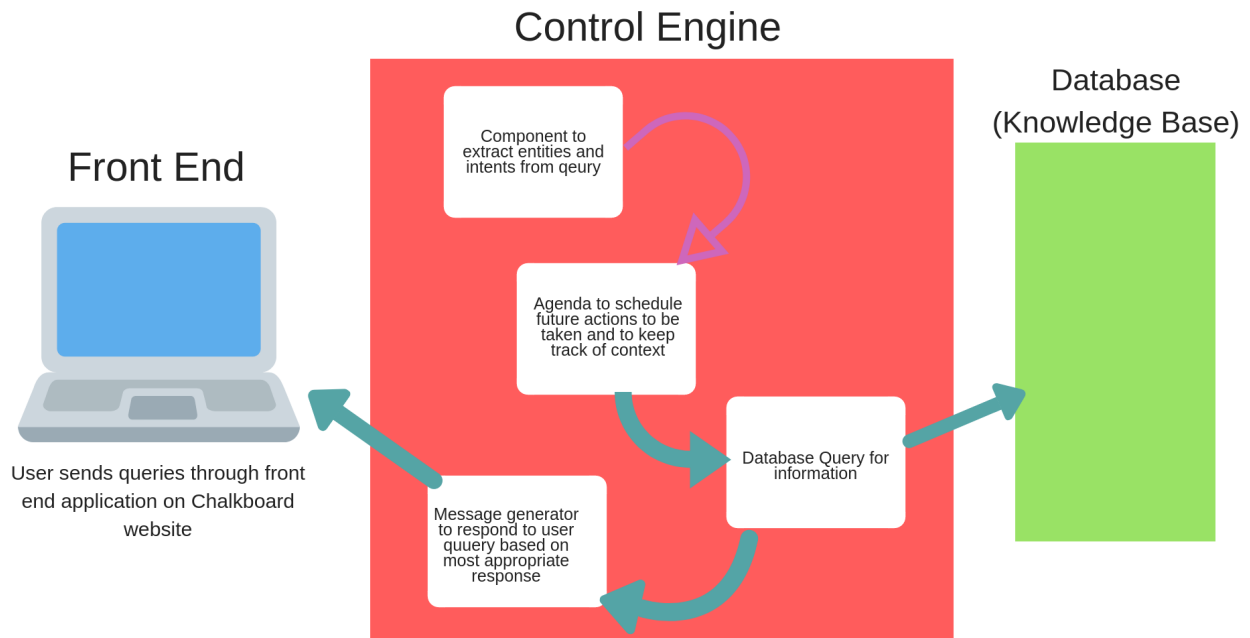 Control Engine
Database
(Knowledge Base)
Front End
Component to
extract entities and
intents from qeury
Agenda to schedule
future actions to be
taken and to keep
track of context
Database Query for
information
User sends queries through front
end application on Chalkboard
website
Message generator
to respond to user
quuery based on
most appropriate
response